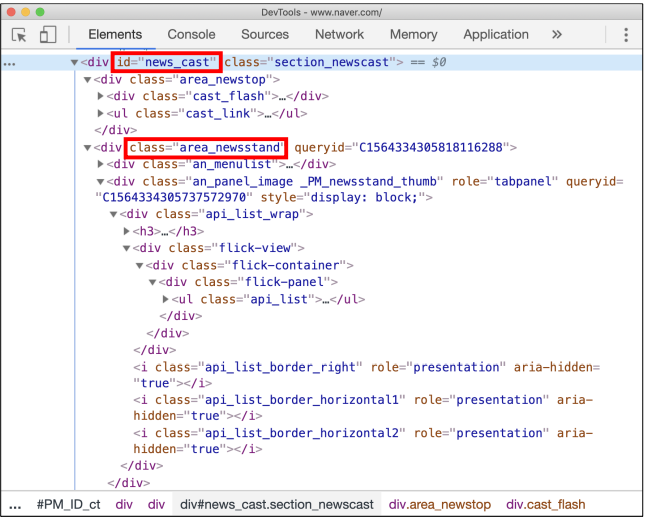 DevTools - www.naver.com/
Elements Console Sources Network Memory Application »
... ▼<div id="news_cast" class="section_newscast"> == $0
▼<div class="area_newstop">
▶<div class="cast_flash">…</div>
▶<ul class="cast_link">…</ul>
</div>
▼<div class="area_newsstand" queryid="C1564334305818116288">
▶<div class="an_menulist">…</div>
▼<div class="an_panel_image _PM_newsstand_thumb" role="tabpanel" queryid=
"C1564334305737572970" style="display: block;">
▼<div class="api_list_wrap">
▶<h3>…</h3>
▼<div class="flick-view">
▼<div class="flick-container">
▼<div class="flick-panel">
▶<ul class="api_list">…</ul>
</div>
</div>
</div>
<i class="api_list_border_right" role="presentation" aria-hidden=
"true"></i>
<i class="api_list_border_horizontal1" role="presentation" aria-
hidden="true"></i>
<i class="api_list_border_horizontal2" role="presentation" aria-
hidden="true"></i>
</div>
</div>
... #PM_ID_ct div div div#news_cast.section_newscast div.area_newstop div.cast_flash